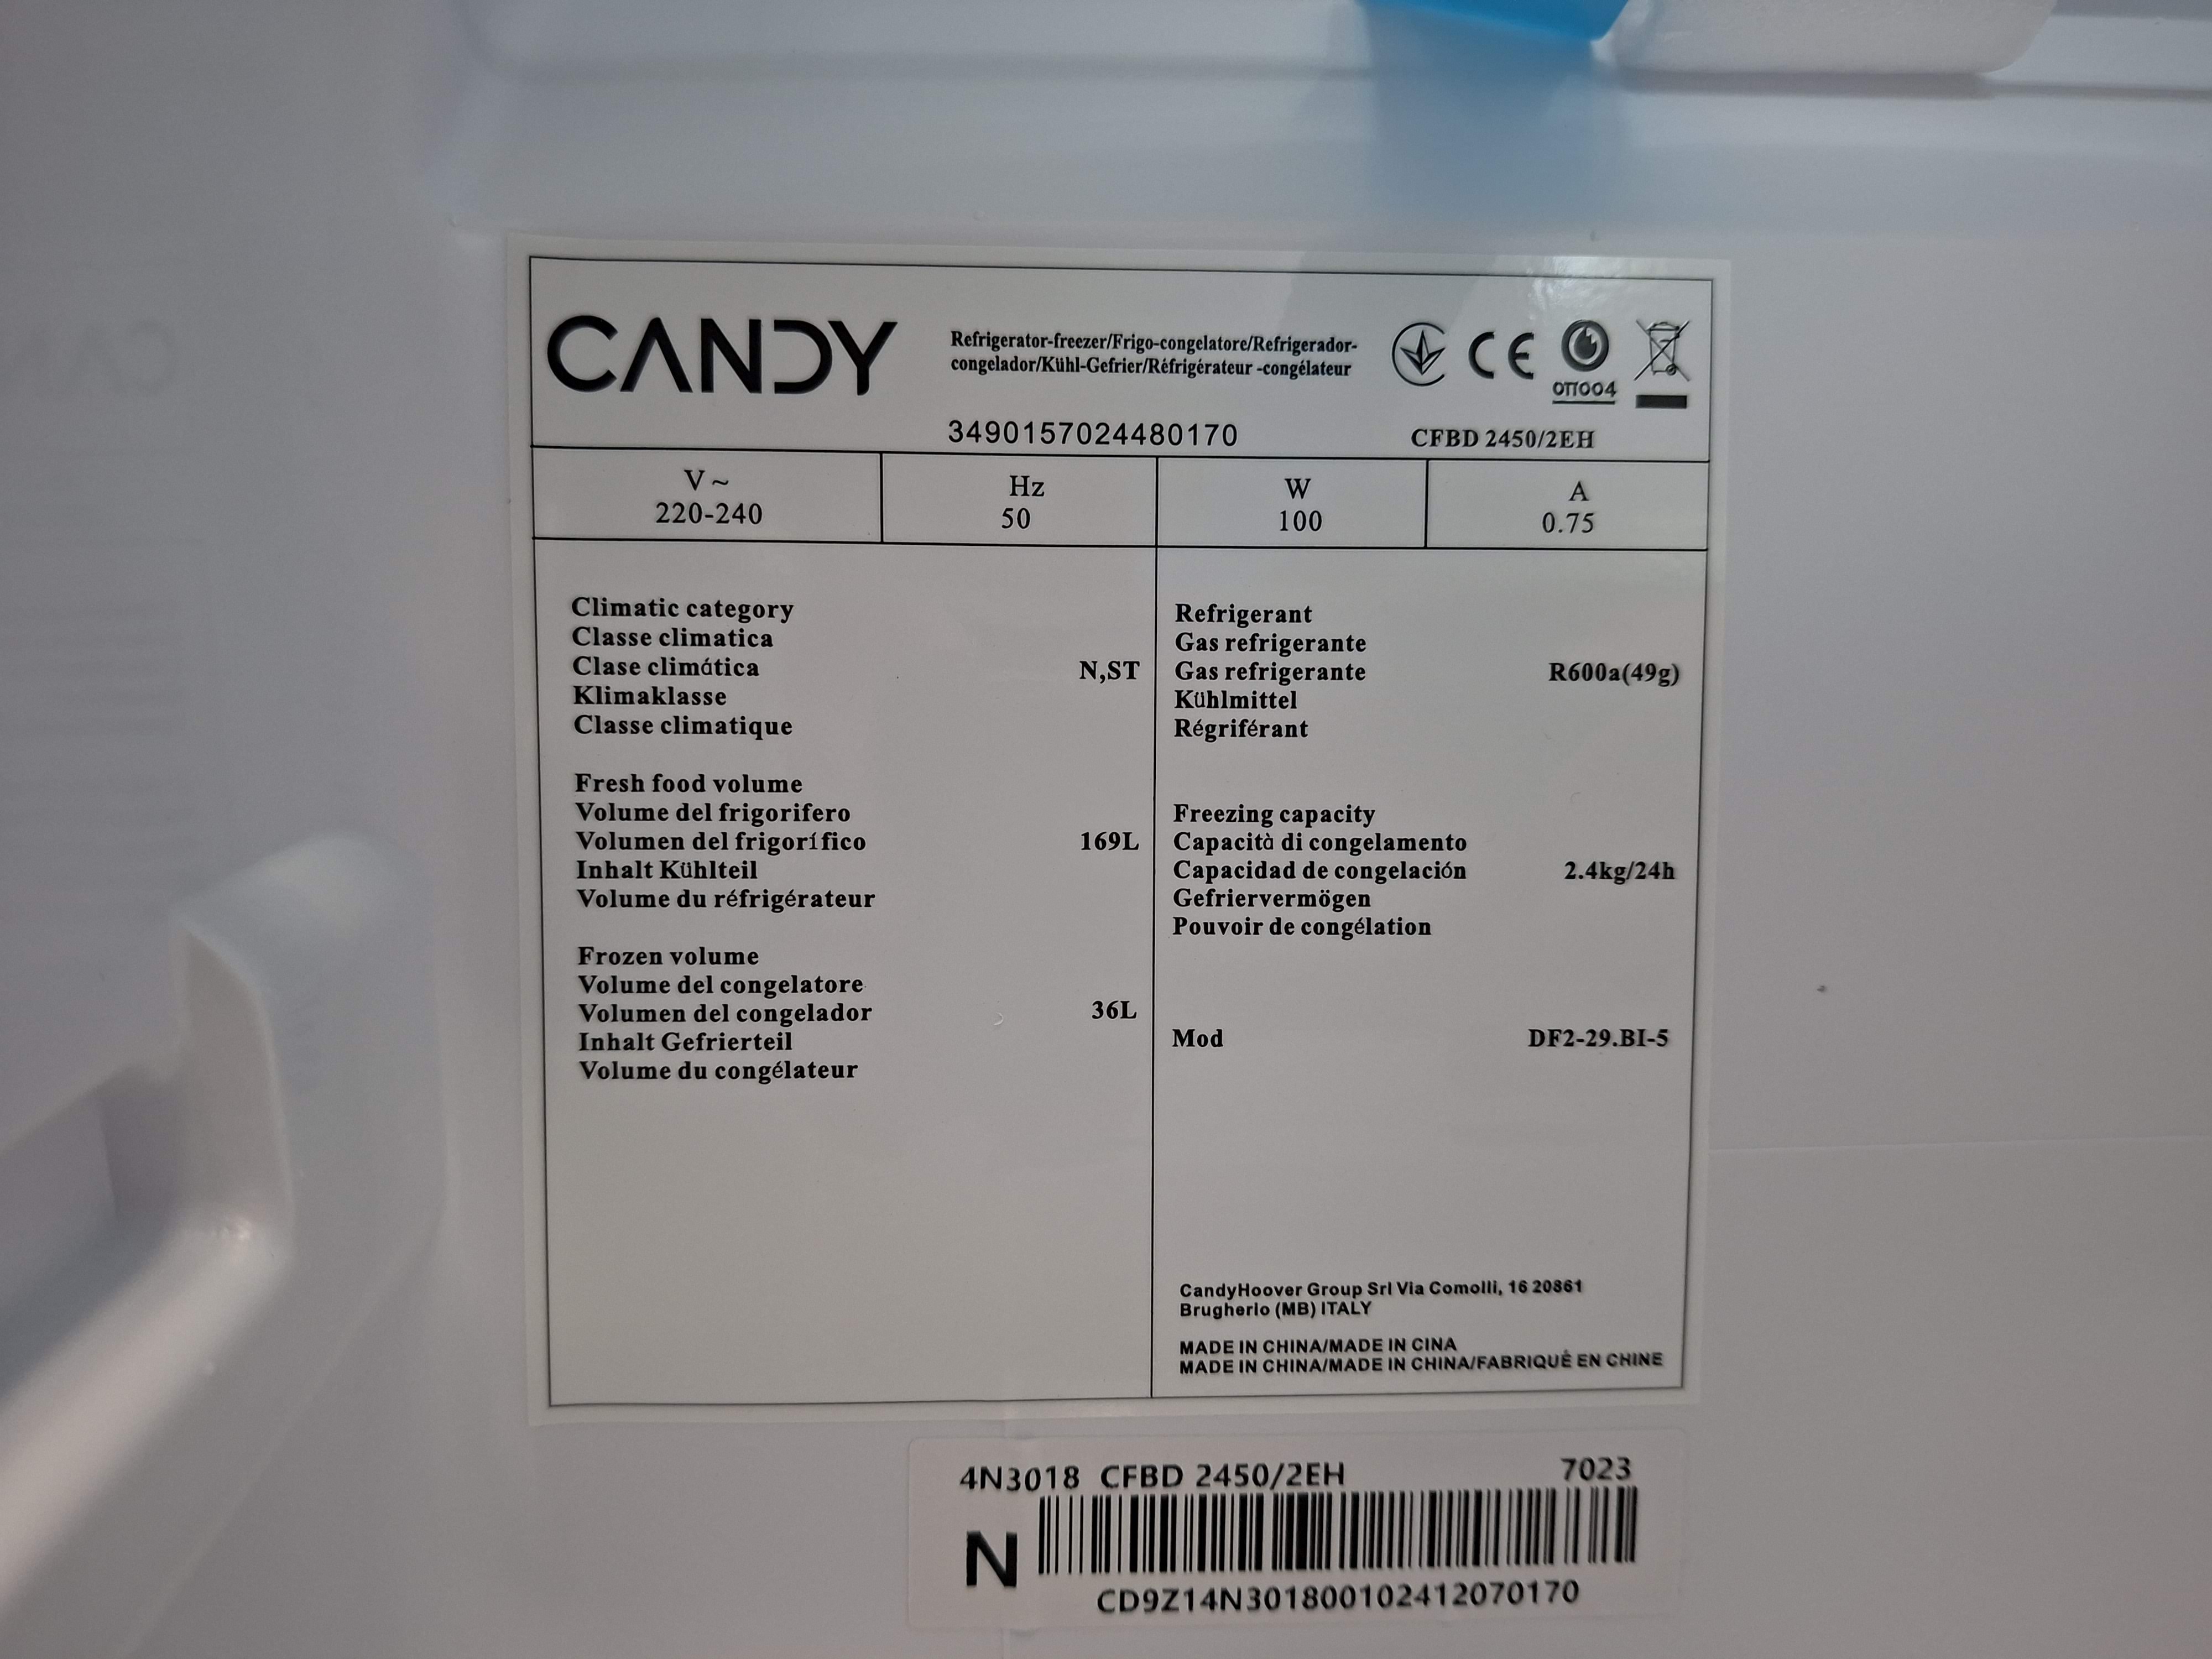 CANDY
Refrigerator-freezer/Frigo-congelatore/Refrigerador-
congelador/Kühl-Gefrier/Réfrigérateur -congélateur
CE
ОТП004
3490157024480170
CFBD 2450/2EH
V~
220-240
Hz
50
W
100
A
0.75
Climatic category
Classe climatica
Clase climática
Klimaklasse
Classe climatique
N,ST
Refrigerant
Gas refrigerante
Gas refrigerante
Kühlmittel
Régriférant
R600a(49g)
Fresh food volume
Volume del frigorifero
Volumen del frigorífico
Inhalt Kühlteil
Volume du réfrigérateur
169L
Freezing capacity
Capacità di congelamento
Capacidad de congelación
Gefriervermögen
Pouvoir de congélation
2.4kg/24h
Frozen volume
Volume del congelatore
Volumen del congelador
Inhalt Gefrierteil
Volume du congélateur
36L
Mod
DF2-29.BI-5
CandyHoover Group Srl Via Comolli, 16 20861
Brugherio (MB) ITALY
MADE IN CHINA/MADE IN CINA
MADE IN CHINA/MADE IN CHINA/FABRIQUÉ EN CHINE
4N3018 CFBD 2450/2EH
7023
N
CD9Z14N301800102412070170